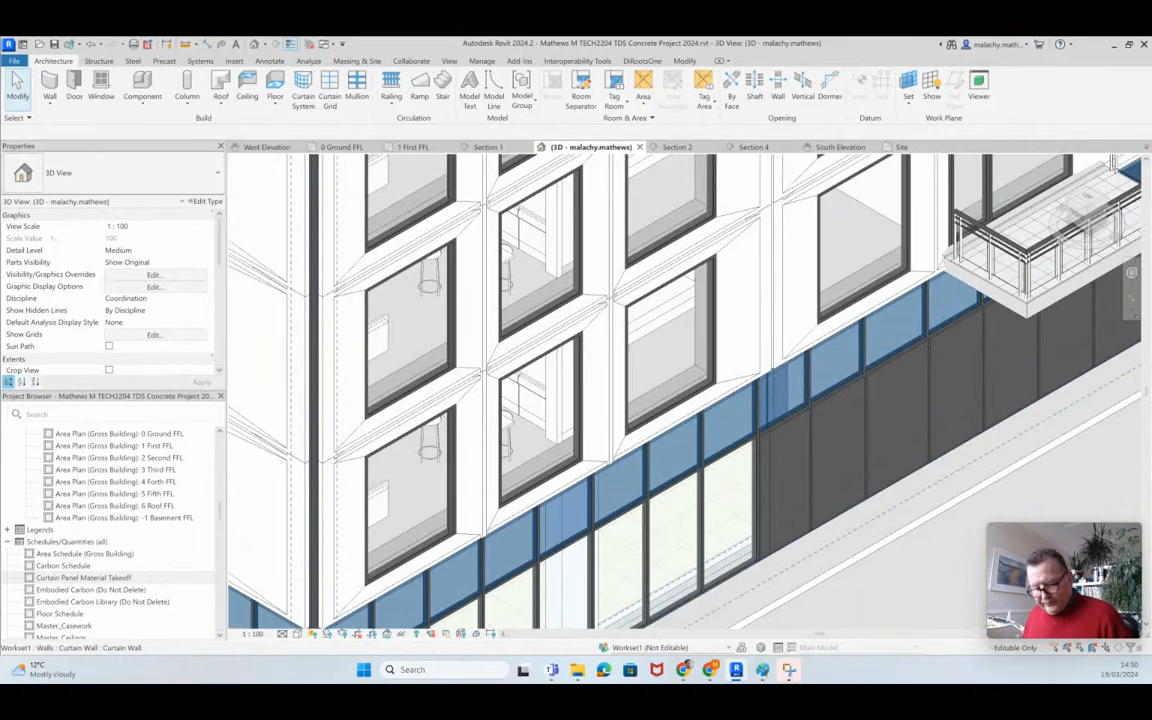 Autodesk Revit 2024.2 - Mathews M TECH2204 TDS Concrete Project 2024.rvt - 3D View: {3D - malachy.mathews}
malachy.math...
File Architecture Structure Steel Precast Systems Insert Annotate Analyze Massing & Site Collaborate View Manage Add-Ins Interoperability Tools DiRootsOne Modify
Modify Wall Door Window Component Column Roof Ceiling Floor Curtain System Curtain Grid Mullion Railing Ramp Stair Model Text Model Line Model Group Room Separator Tag Room Area Tag Area By Face Shaft Wall Vertical Dormer Set Show Viewer
Select Build Circulation Model Room & Area Opening Datum Work Plane
Properties
West Elevation 0 Ground FFL 1 First FFL Section 1 {3D - malachy.mathews} Section 2 Section 4 South Elevation Site
3D View
3D View: {3D - malachy.mathews} Edit Type
Graphics
View Scale 1 : 100
Scale Value 1: 100
Detail Level Medium
Parts Visibility Show Original
Visibility/Graphics Overrides Edit...
Graphic Display Options Edit...
Discipline Coordination
Show Hidden Lines By Discipline
Default Analysis Display Style None
Show Grids Edit...
Sun Path
Extents
Crop View
Apply
Project Browser - Mathews M TECH2204 TDS Concrete Project 20...
Search
Area Plan (Gross Building): 0 Ground FFL
Area Plan (Gross Building): 1 First FFL
Area Plan (Gross Building): 2 Second FFL
Area Plan (Gross Building): 3 Third FFL
Area Plan (Gross Building): 4 Forth FFL
Area Plan (Gross Building): 5 Fifth FFL
Area Plan (Gross Building): 6 Roof FFL
Area Plan (Gross Building): -1 Basement FFL
Legends
Schedules/Quantities (all)
Area Schedule (Gross Building)
Carbon Schedule
Curtain Panel Material Takeoff
Embodied Carbon (Do Not Delete)
Embodied Carbon Library (Do Not Delete)
Floor Schedule
Master_Casework
Master_Ceilings
1 : 100
Workset1 : Walls : Curtain Wall : Curtain Wall
Workset1 (Not Editable)
Main Model
Editable Only
:0
12°C
Mostly cloudy
Search
14:50
19/03/2024